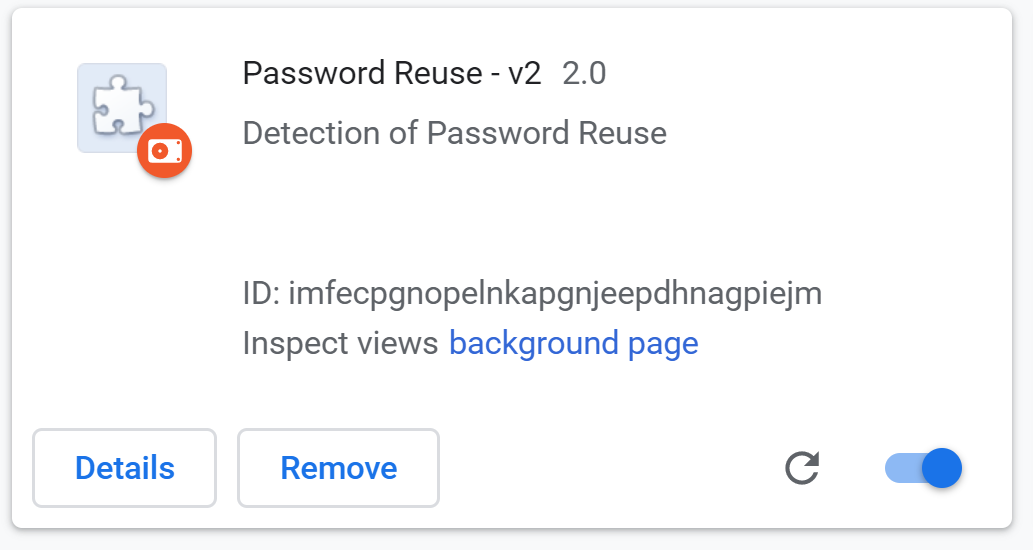 Password Reuse - v2 2.0
Detection of Password Reuse
ID: imfecpgnopelnkapgnjeepdhnagpiejm
Inspect views background page
Details Remove